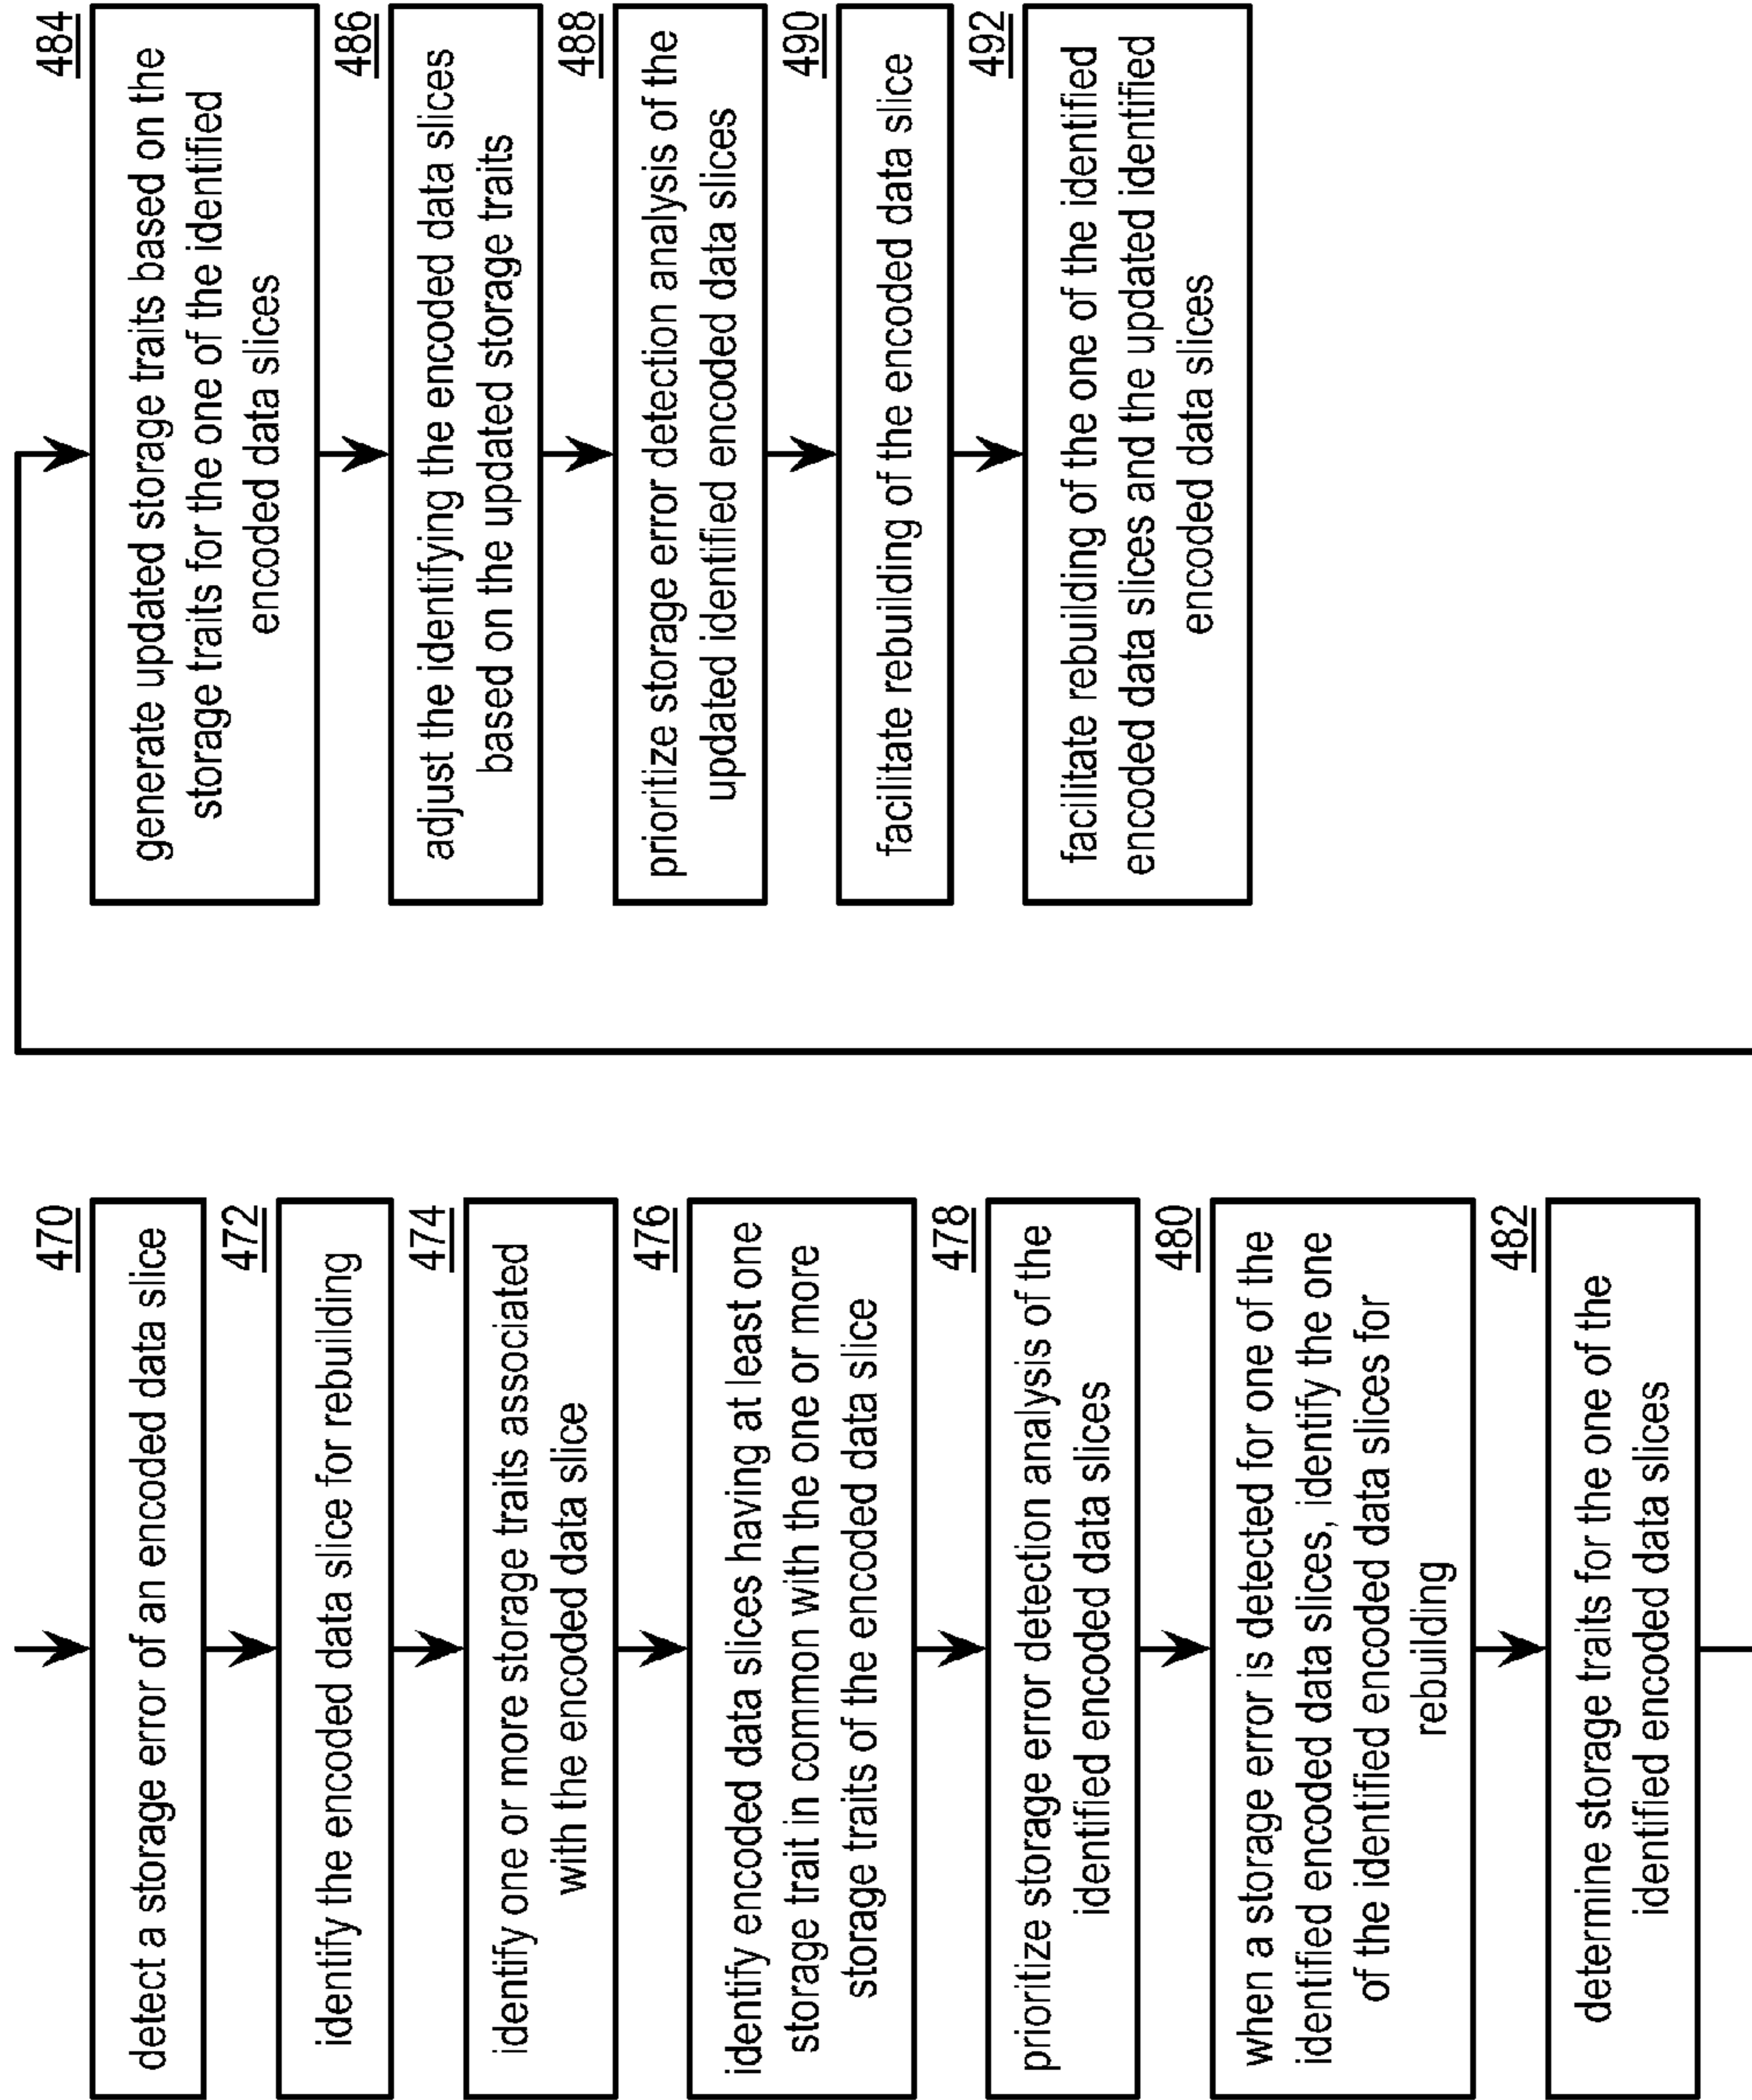 470
detect a storage error of an encoded data slice
472
identify the encoded data slice for rebuilding
474
identify one or more storage traits associated
with the encoded data slice
476
identify encoded data slices having at least one
storage trait in common with the one or more
storage traits of the encoded data slice
478
prioritize storage error detection analysis of the
identified encoded data slices
480
when a storage error is detected for one of the
identified encoded data slices, identify the one
of the identified encoded data slices for
rebuilding
482
determine storage traits for the one of the
identified encoded data slices
484
generate updated storage traits based on the
storage traits for the one of the identified
encoded data slices
486
adjust the identifying the encoded data slices
based on the updated storage traits
488
prioritize storage error detection analysis of the
updated identified encoded data slices
490
facilitate rebuilding of the encoded data slice
492
facilitate rebuilding of the one of the identified
encoded data slices and the updated identified
encoded data slices